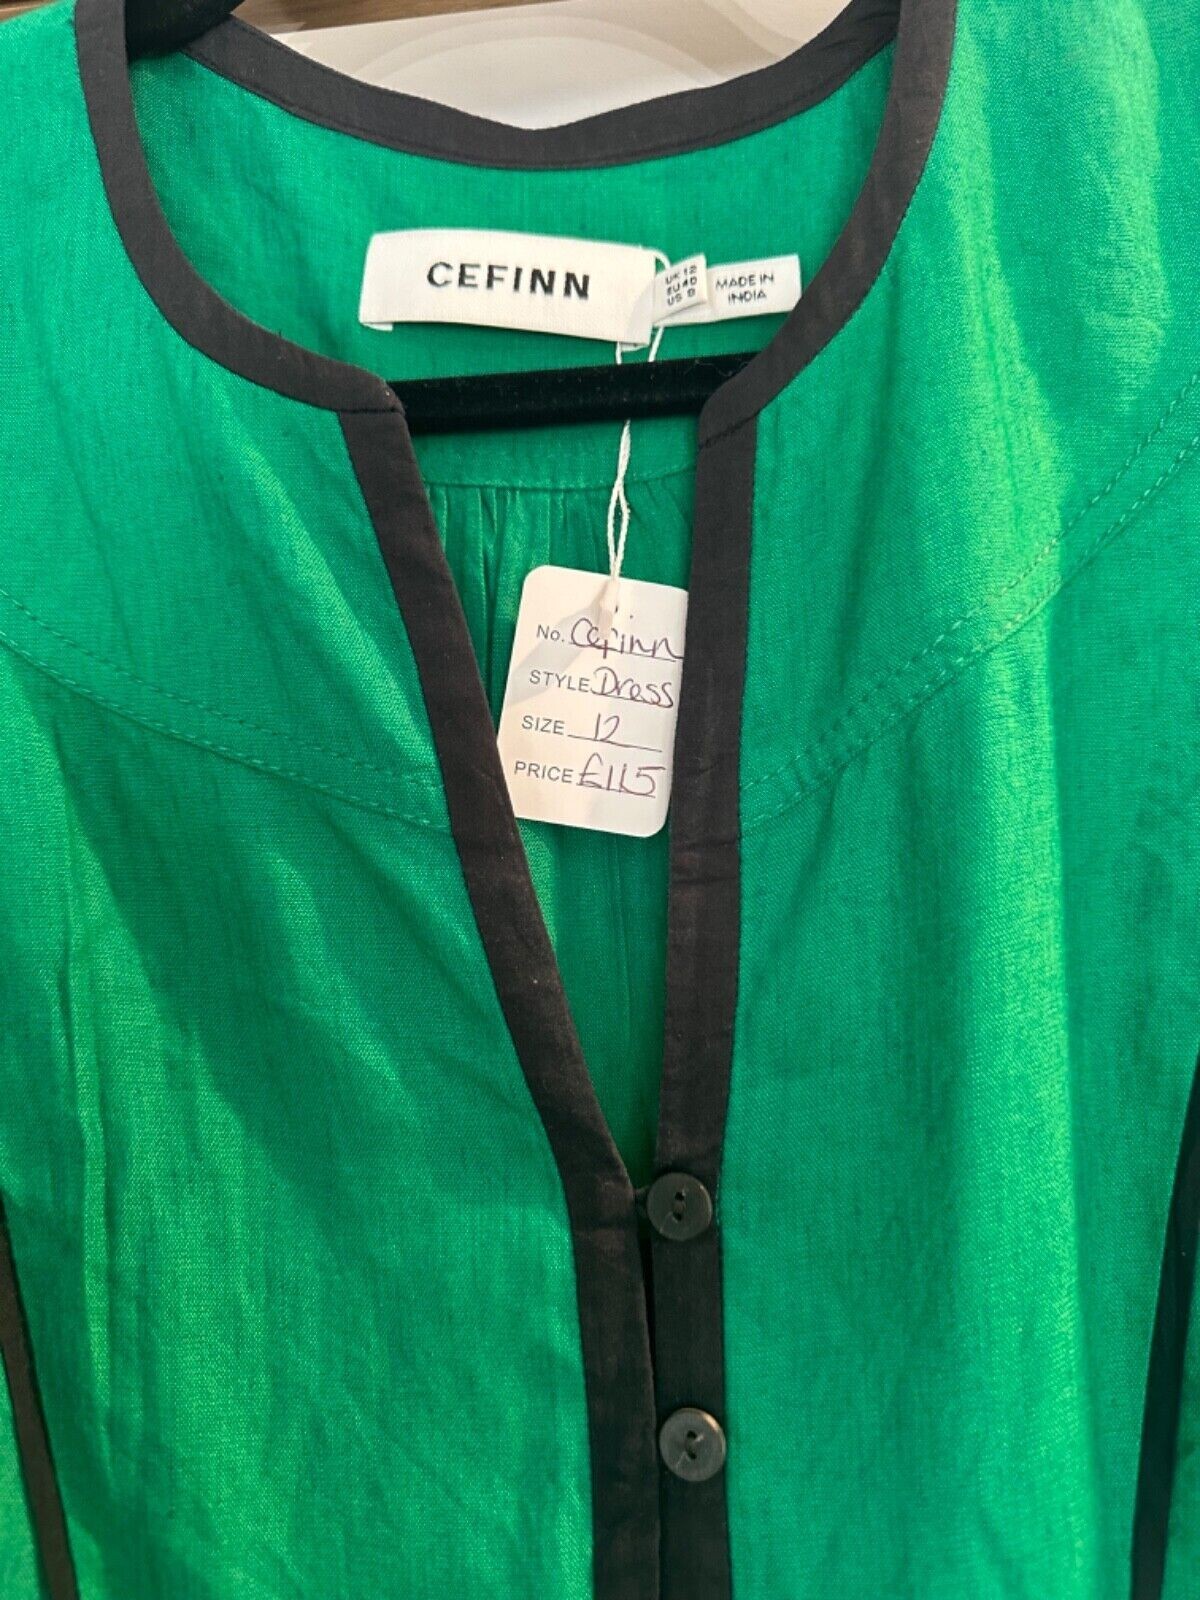 CEFINN
UK 12
EU 40
US 8
MADE IN
INDIA
No. Cefinn
STYLE Dress
SIZE 12
PRICE £115